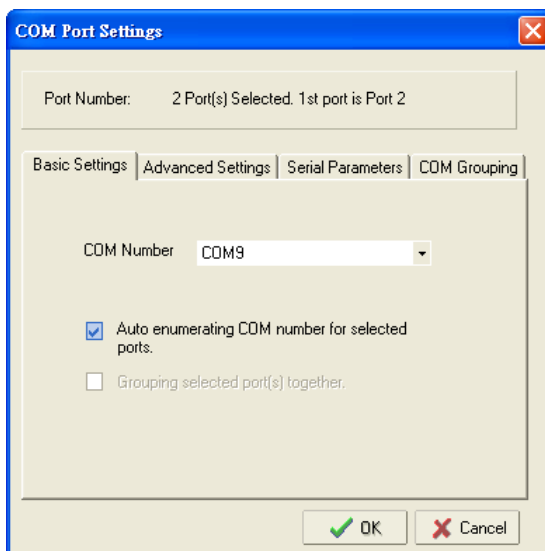 COM Port Settings
Port Number: 2 Port(s) Selected. 1st port is Port 2
Basic Settings Advanced Settings Serial Parameters COM Grouping
COM Number COM9
Auto enumerating COM number for selected
ports.
Grouping selected port(s) together.
OK Cancel